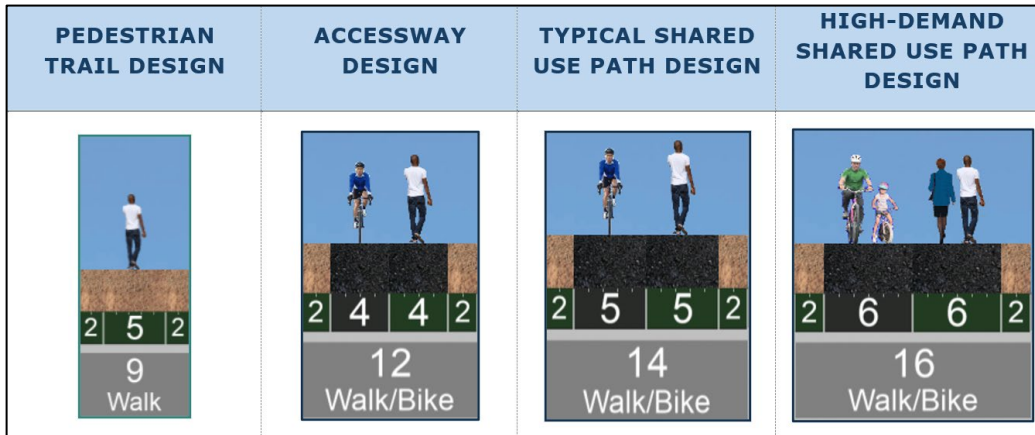 PEDESTRIAN
TRAIL DESIGN
ACCESSWAY
DESIGN
TYPICAL SHARED
USE PATH DESIGN
HIGH-DEMAND
SHARED USE PATH
DESIGN
2 5 2
9
Walk
2 4 4 2
12
Walk/Bike
2 5 5 2
14
Walk/Bike
2 6 6 2
16
Walk/Bike